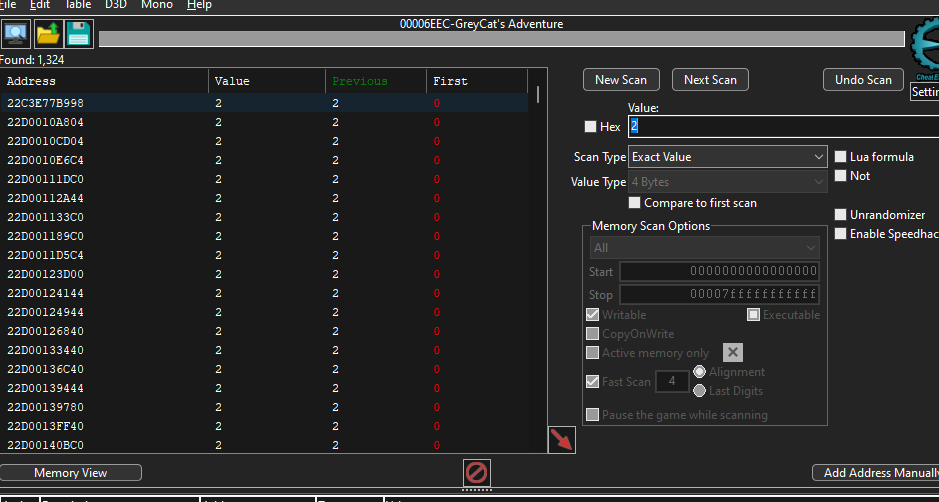 File Edit Table D3D Mono Help
00006EEC-GreyCat's Adventure
Found: 1,324
Address Value Previous First
22C3E77B998 2 2 0
22D0010A804 2 2 0
22D0010CD04 2 2 0
22D0010E6C4 2 2 0
22D00111DC0 2 2 0
22D00112A44 2 2 0
22D001133C0 2 2 0
22D001189C0 2 2 0
22D0011D5C4 2 2 0
22D00123D00 2 2 0
22D00124144 2 2 0
22D00124944 2 2 0
22D00126840 2 2 0
22D00133440 2 2 0
22D00136C40 2 2 0
22D00139444 2 2 0
22D00139780 2 2 0
22D0013FF40 2 2 0
22D00140BC0 2 2 0
Memory View
New Scan Next Scan Undo Scan
Cheat E
Settin
Value:
Hex 2
Scan Type Exact Value Lua formula
Not
Value Type 4 Bytes
Compare to first scan
Unrandomizer
Enable Speedhac
Memory Scan Options
All
Start 0000000000000000
Stop 00007fffffffffff
Writable Executable
CopyOnWrite
Active memory only
Fast Scan 4 Alignment
Last Digits
Pause the game while scanning
Add Address Manually